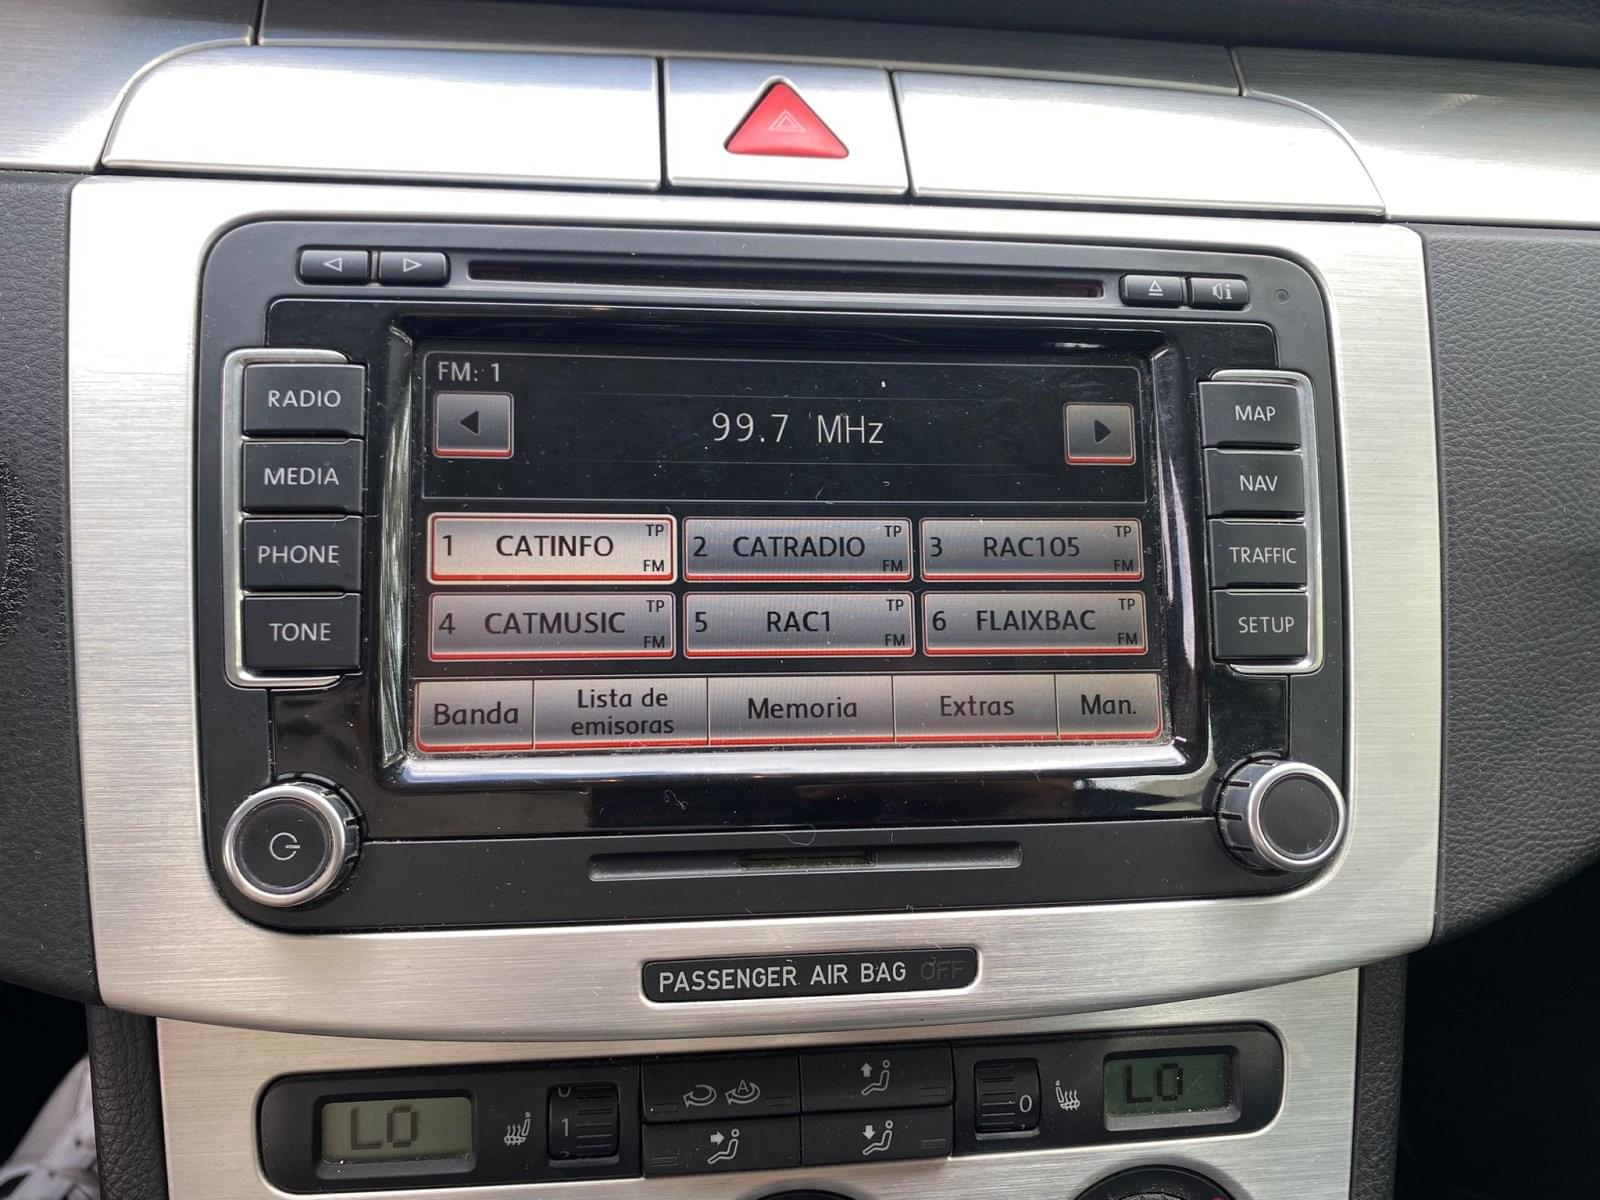 FM: 1
99.7 MHz
RADIO
MEDIA
PHONE
TONE
1 CATINFO TP FM
2 CATRADIO TP FM
3 RAC105 TP FM
4 CATMUSIC TP FM
5 RAC1 TP FM
6 FLAIXBAC TP FM
Banda
Lista de
emisoras
Memoria
Extras
Man.
MAP
NAV
TRAFFIC
SETUP
PASSENGER AIR BAG OFF
LO
1
A
0
LO